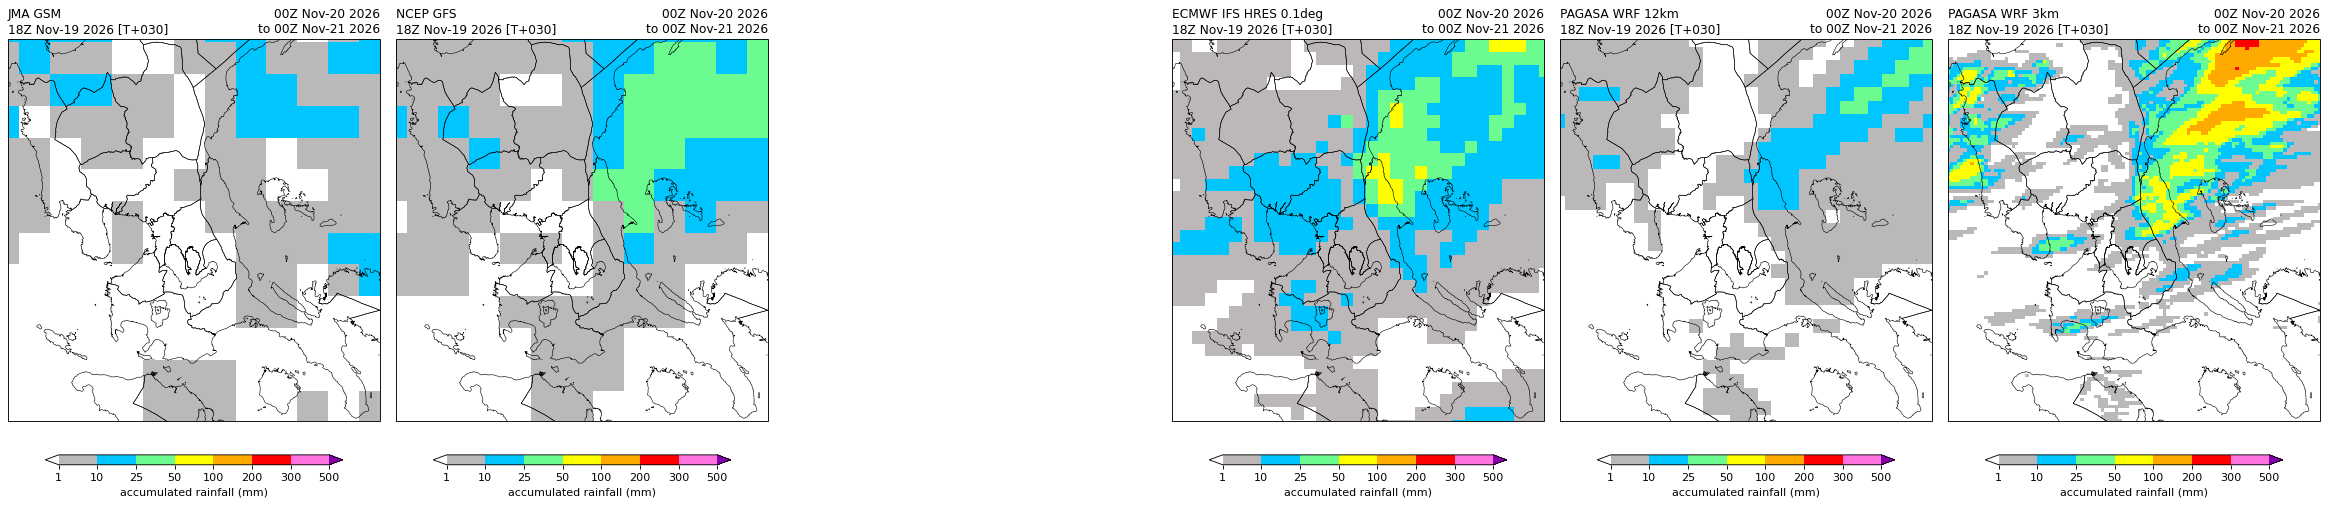 JMA GSM
00Z Nov-20 2026
18Z Nov-19 2026 [T+030]
to 00Z Nov-21 2026
1 10 25 50 100 200 300 500
accumulated rainfall (mm)
NCEP GFS
00Z Nov-20 2026
18Z Nov-19 2026 [T+030]
to 00Z Nov-21 2026
1 10 25 50 100 200 300 500
accumulated rainfall (mm)
ECMWF IFS HRES 0.1deg
00Z Nov-20 2026
18Z Nov-19 2026 [T+030]
to 00Z Nov-21 2026
1 10 25 50 100 200 300 500
accumulated rainfall (mm)
PAGASA WRF 12km
00Z Nov-20 2026
18Z Nov-19 2026 [T+030]
to 00Z Nov-21 2026
1 10 25 50 100 200 300 500
accumulated rainfall (mm)
PAGASA WRF 3km
00Z Nov-20 2026
18Z Nov-19 2026 [T+030]
to 00Z Nov-21 2026
1 10 25 50 100 200 300 500
accumulated rainfall (mm)